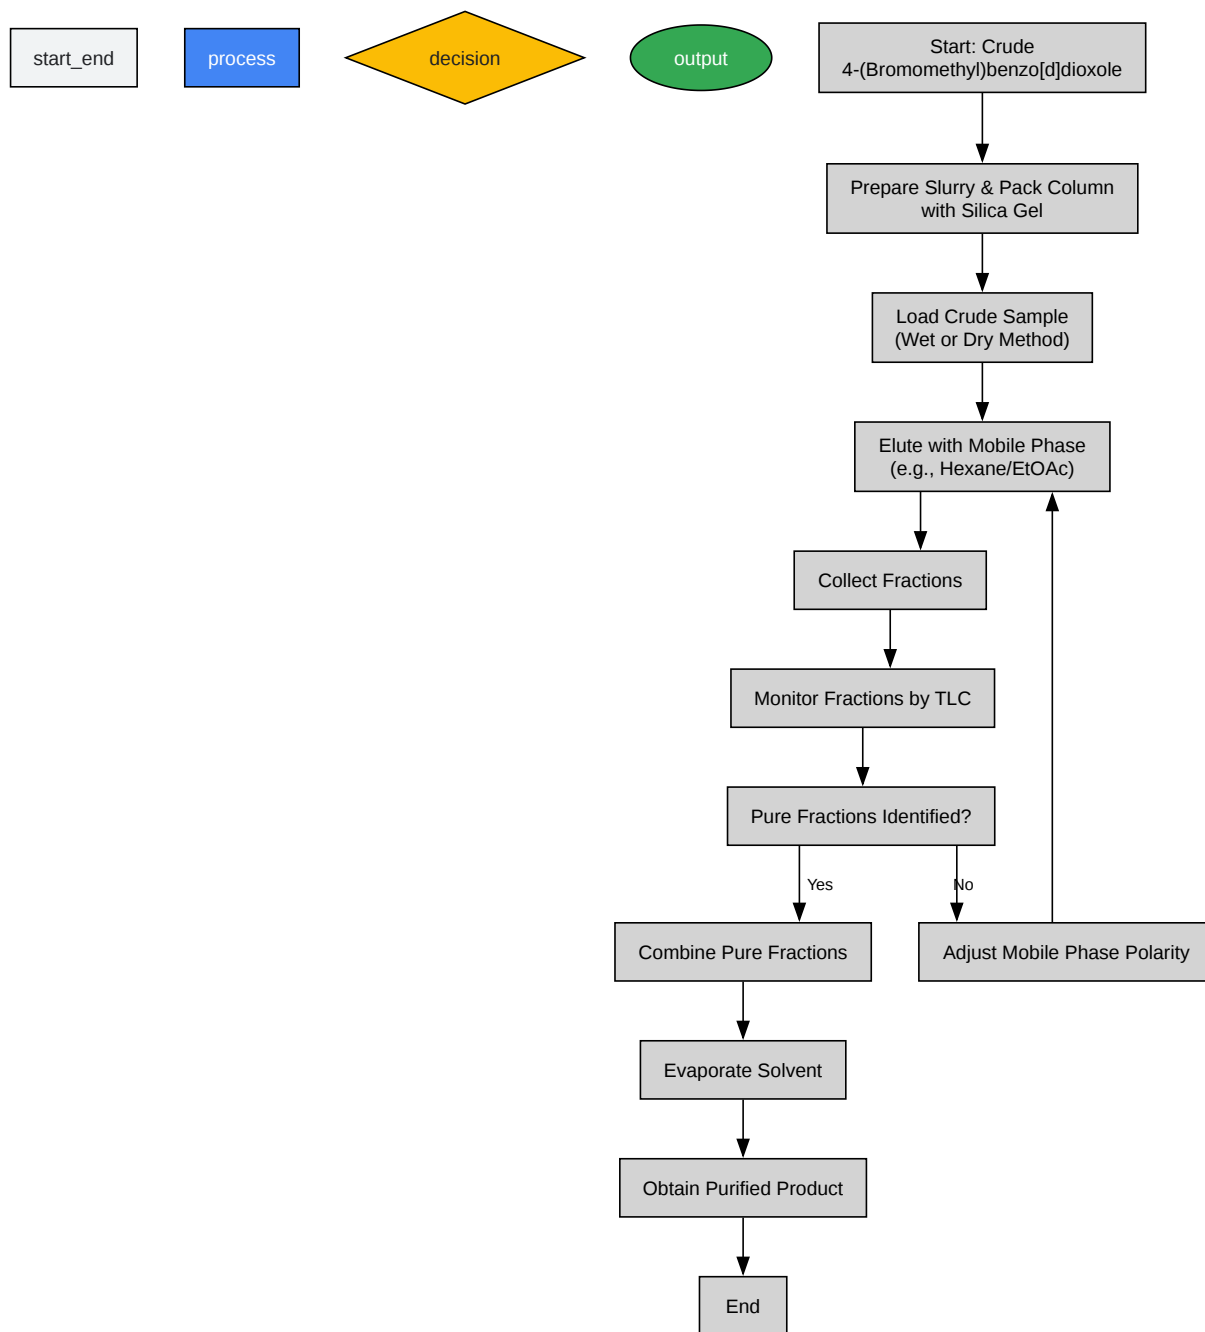 start_end
process
decision
output
Start: Crude
4-(Bromomethyl)benzo[d]dioxole
Prepare Slurry & Pack Column
with Silica Gel
Load Crude Sample
(Wet or Dry Method)
Elute with Mobile Phase
(e.g., Hexane/EtOAc)
Collect Fractions
Monitor Fractions by TLC
Pure Fractions Identified?
Yes
No
Combine Pure Fractions
Adjust Mobile Phase Polarity
Evaporate Solvent
Obtain Purified Product
End